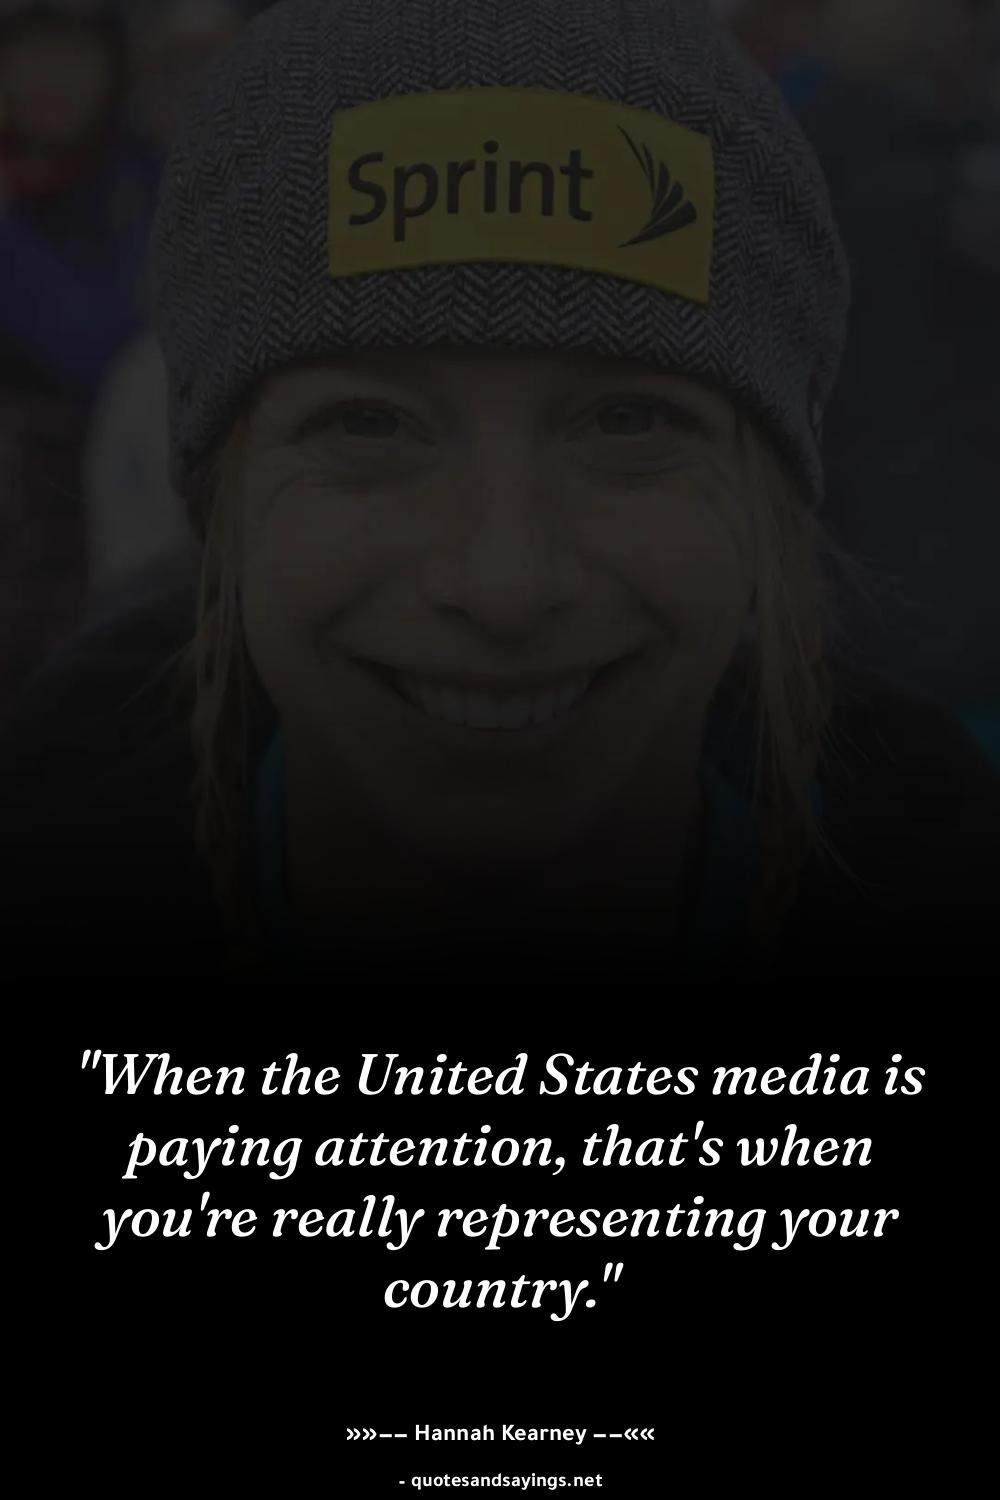 Sprint
"When the United States media is
paying attention, that's when
you're really representing your
country."
»»–– Hannah Kearney ––««
- quotesandsayings.net